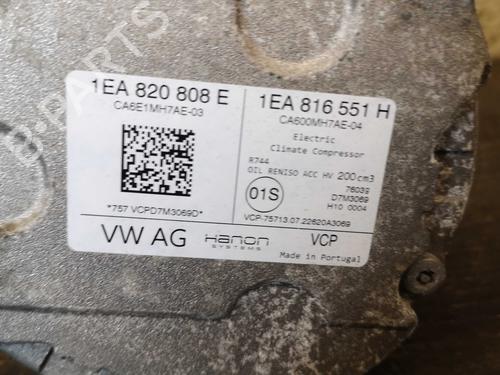 1EA 820 808 E
CA6E1MH7AE-03
*757 VCPD7M3069D*
1EA 816 551 H
CA600MH7AE-04
Electric
Climate Compressor
R744
OIL RENISO ACC HV 200cm3
01S
76039
D7M3069
H10 0004
VCP-75713.07.22620A3069
VW AG
Hanon
SYSTEMS
VCP
Made in Portugal
B-PARTS